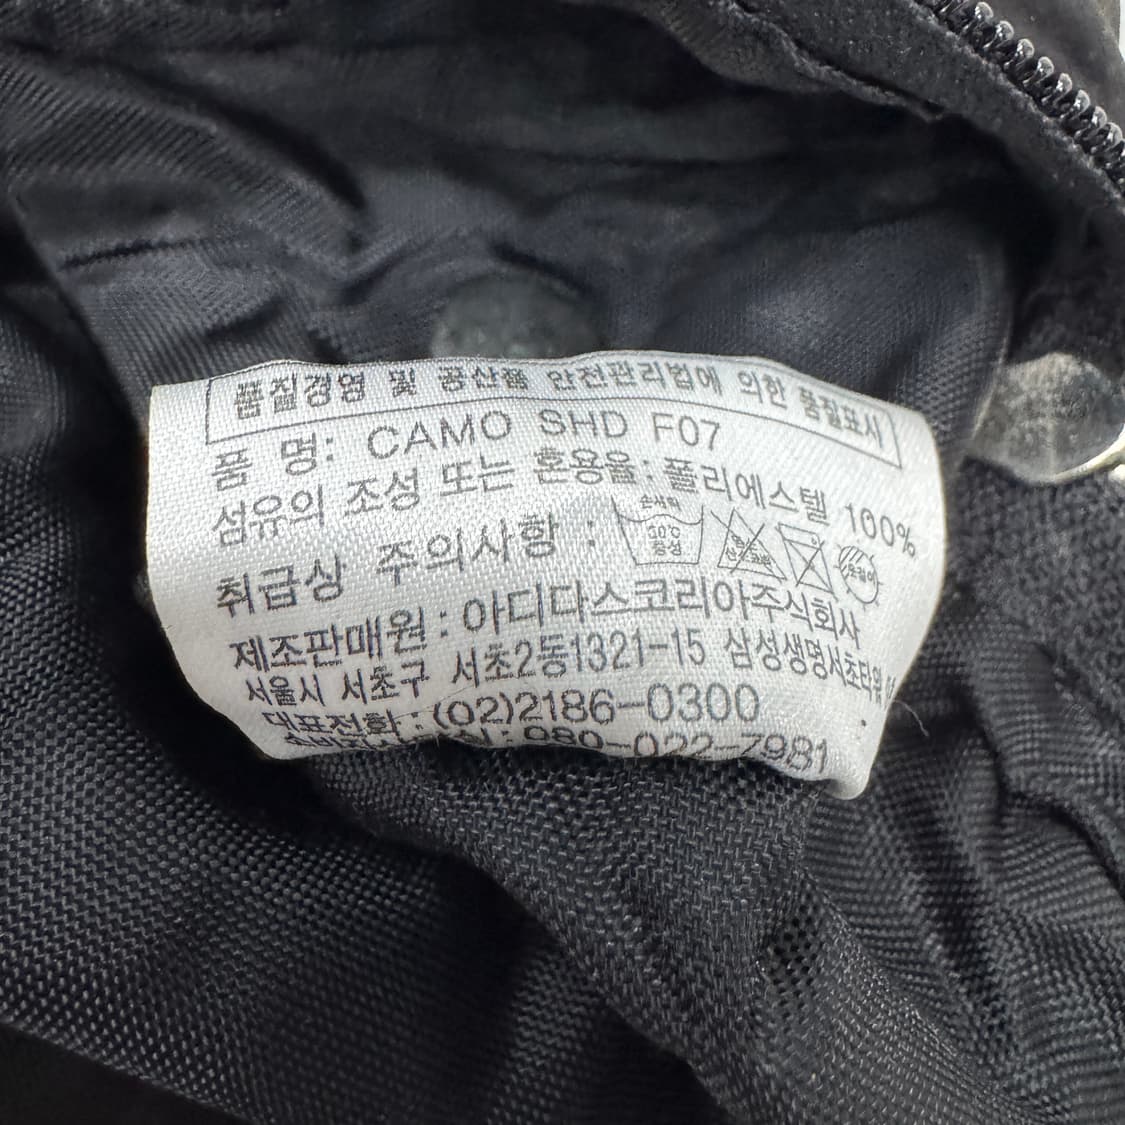 품질경영 및 공산품 안전관리법에 의한 품질표시
품 명: CAMO SHD F07
섬유의 조성 또는 혼용율: 폴리에스텔 100%
취급상 주의사항 :
제조판매원: 아디다스코리아주식회사
서울시 서초구 서초2동1321-15 삼성생명서초타워
대표전화: (02)2186-0300
: 080-022-7981